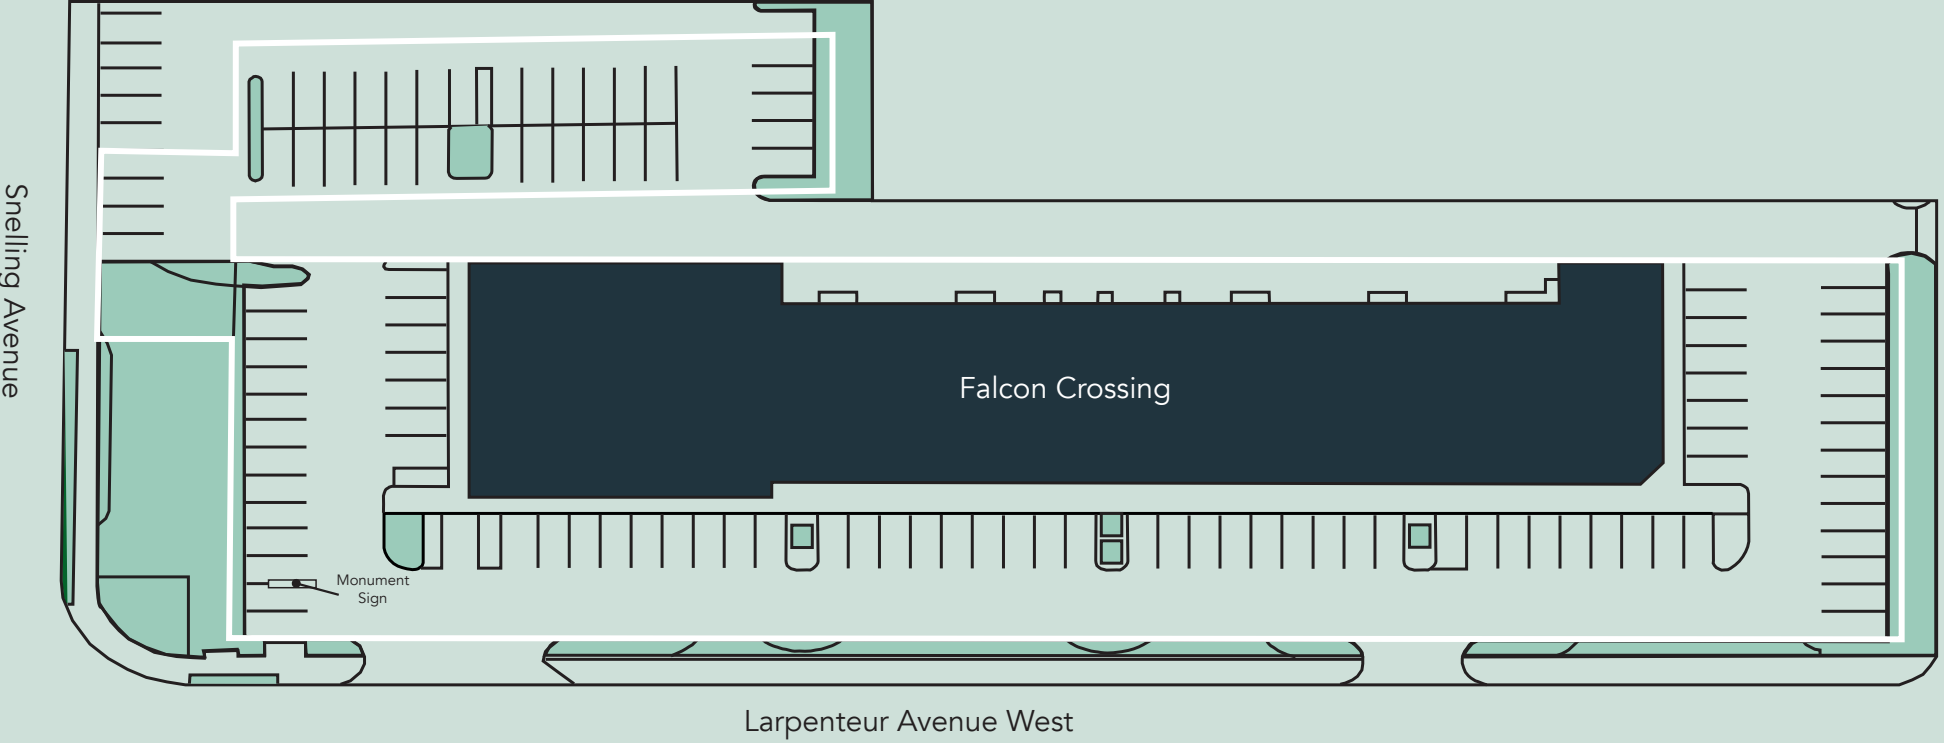 Snelling Avenue
Falcon Crossing
Monument
Sign
Larpenteur Avenue West